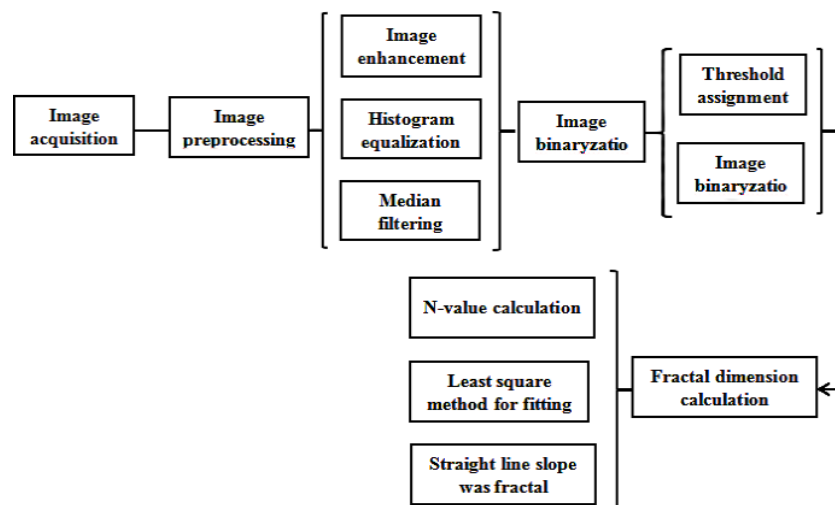 Image
enhancement
Image
acquisition
Image
preprocessing
Histogram
equalization
Median
filtering
Image
binaryzatio
Threshold
assignment
Image
binaryzatio
N-value calculation
Least square
method for fitting
Straight line slope
was fractal
Fractal dimension
calculation